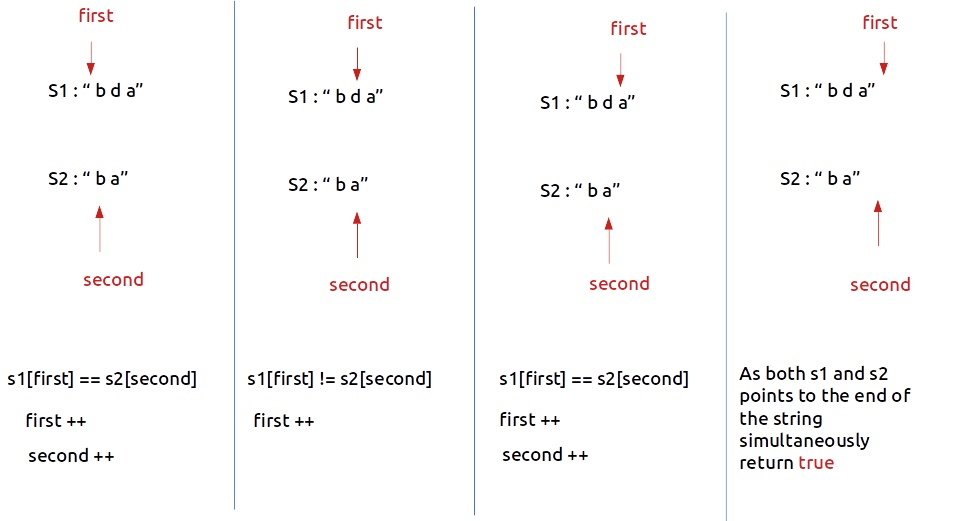 first
S1 : “ b d a”
S2 : “ b a”
second
s1[first] == s2[second]
first ++
second ++
first
S1 : “ b d a”
S2 : “ b a”
second
s1[first] != s2[second]
first ++
first
S1 : “ b d a”
S2 : “ b a”
second
s1[first] == s2[second]
first ++
second ++
first
S1 : “ b d a”
S2 : “ b a”
second
As both s1 and s2
points to the end of
the string
simultaneously
return true